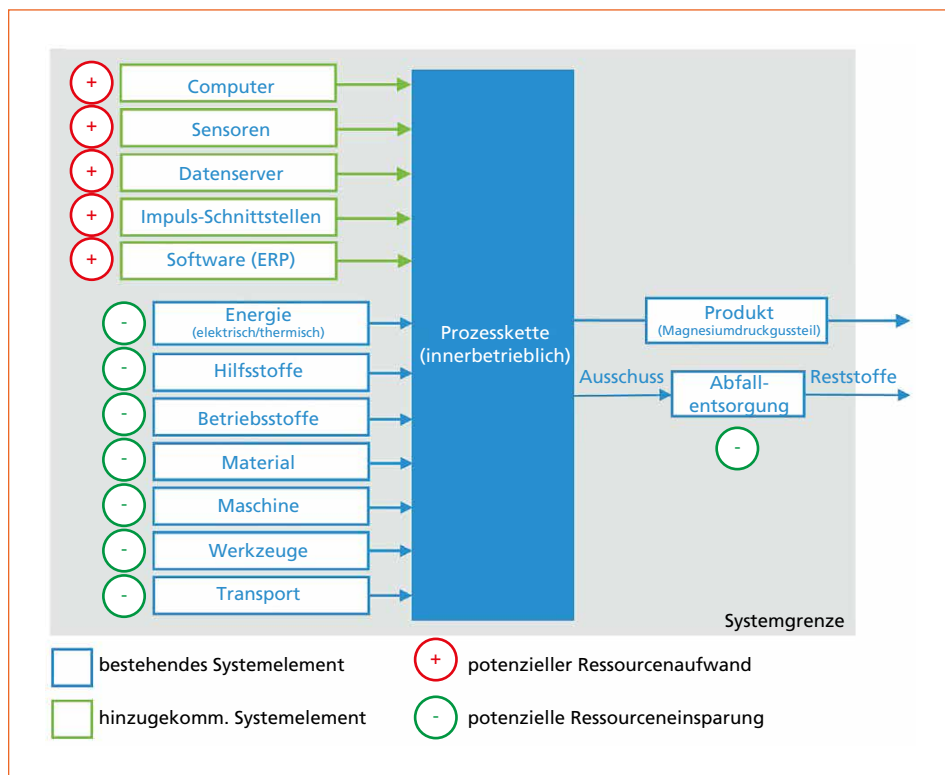 + Computer
+ Sensoren
+ Datenserver
+ Impuls-Schnittstellen
+ Software (ERP)
- Energie
(elektrisch/thermisch)
- Hilfsstoffe
- Betriebsstoffe
- Material
- Maschine
- Werkzeuge
- Transport
Prozesskette
(innerbetrieblich)
Produkt
(Magnesiumdruckgussteil)
Ausschuss
Abfall-
entsorgung
Reststoffe
-
Systemgrenze
bestehendes Systemelement
+ potenzieller Ressourcenaufwand
hinzugekomm. Systemelement
- potenzielle Ressourceneinsparung